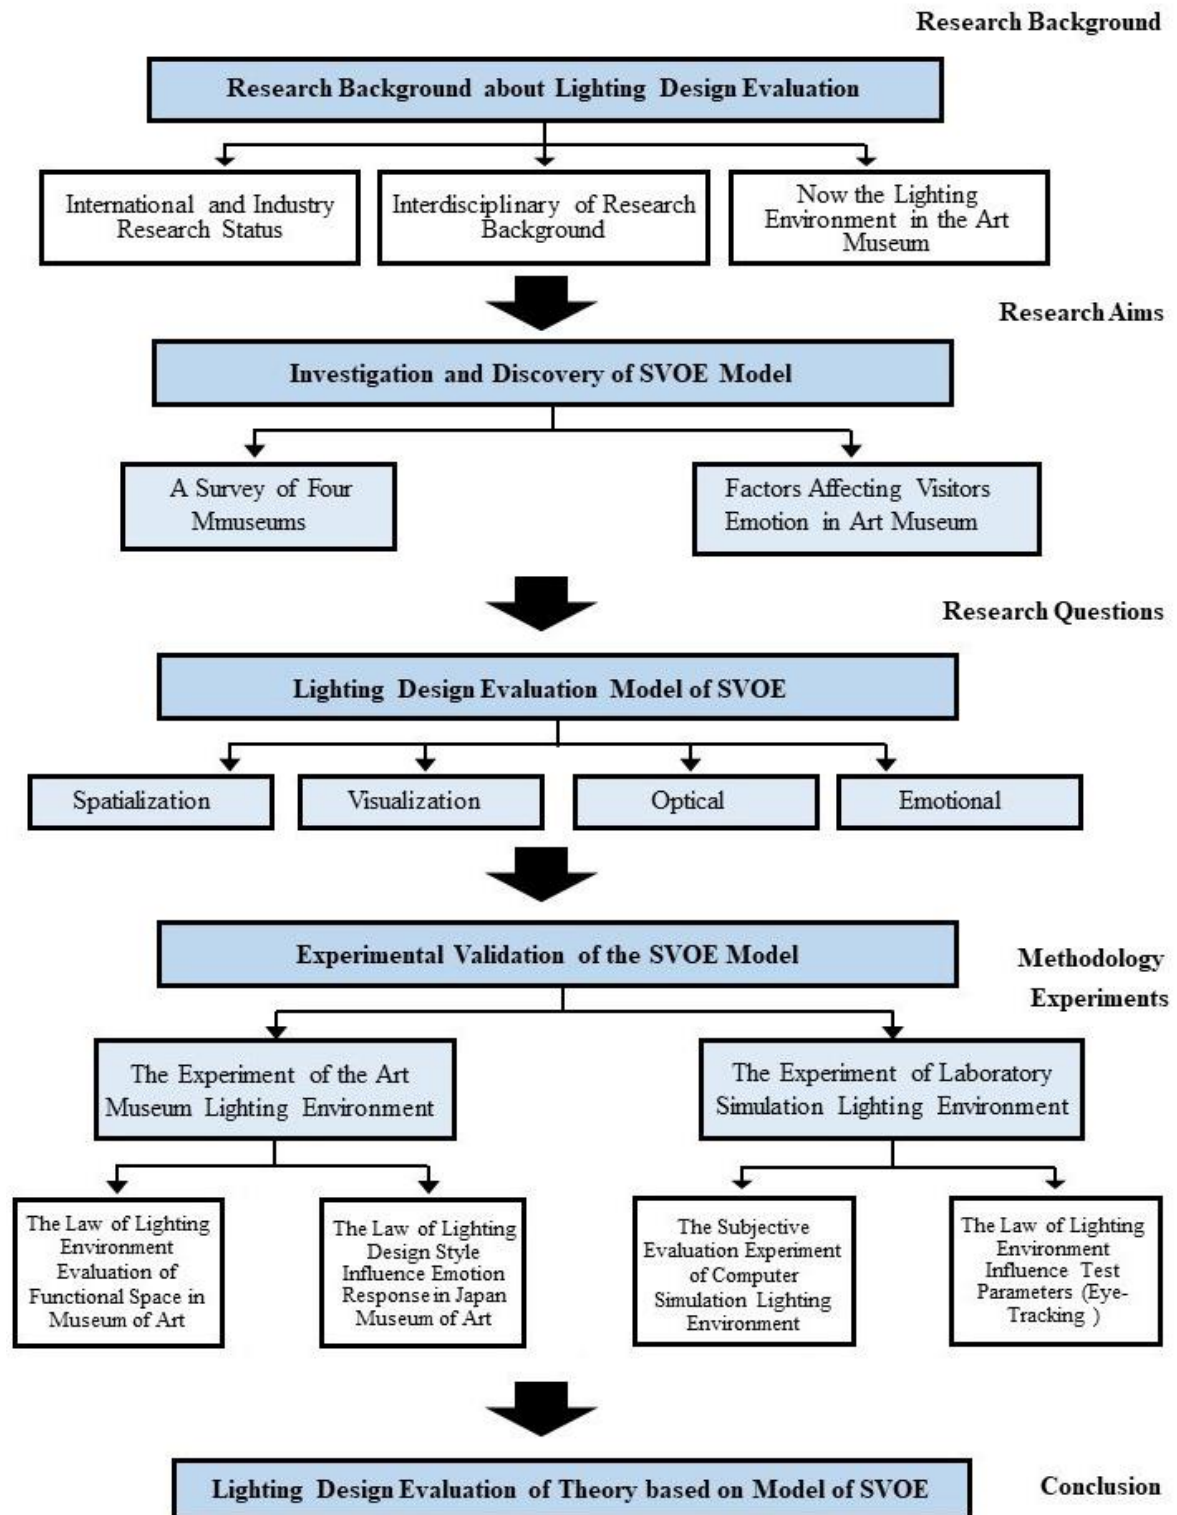 Research Background
Research Background about Lighting Design Evaluation
International and Industry
Research Status
Interdisciplinary of Research
Background
Now the Lighting
Environment in the Art
Museum
Research Aims
Investigation and Discovery of SVOE Model
A Survey of Four
Mmuseums
Factors Affecting Visitors
Emotion in Art Museum
Research Questions
Lighting Design Evaluation Model of SVOE
Spatialization
Visualization
Optical
Emotional
Experimental Validation of the SVOE Model
Methodology
Experiments
The Experiment of the Art
Museum Lighting Environment
The Experiment of Laboratory
Simulation Lighting Environment
The Law of Lighting
Environment
Evaluation of
Functional Space in
Museum of Art
The Law of Lighting
Design Style
Influence Emotion
Response in Japan
Museum of Art
The Subjective
Evaluation Experiment
of Computer
Simulation Lighting
Environment
The Law of Lighting
Environment
Influence Test
Parameters (Eye-
Tracking )
Lighting Design Evaluation of Theory based on Model of SVOE
Conclusion